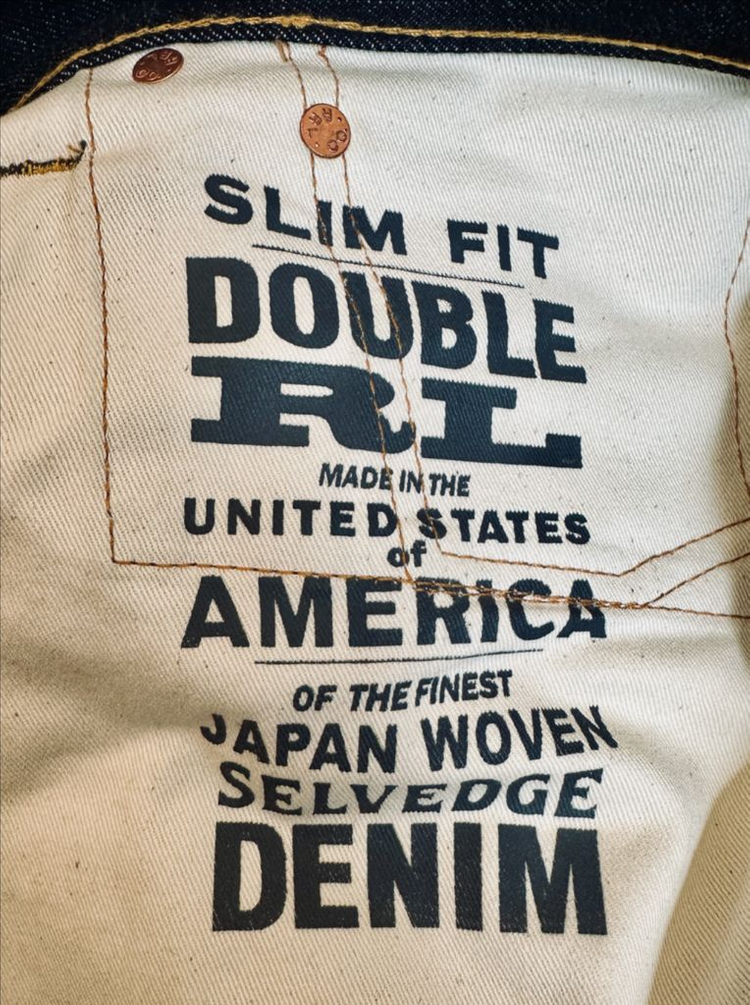 SLIM FIT
DOUBLE
RL
MADE IN THE
UNITED STATES
of
AMERICA
OF THE FINEST
JAPAN WOVEN
SELVEDGE
DENIM